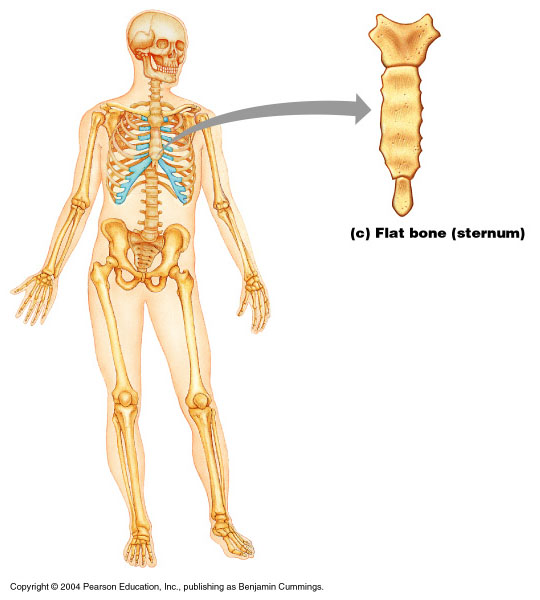 (c) Flat bone (sternum)
Copyright © 2004 Pearson Education, Inc., publishing as Benjamin Cummings.